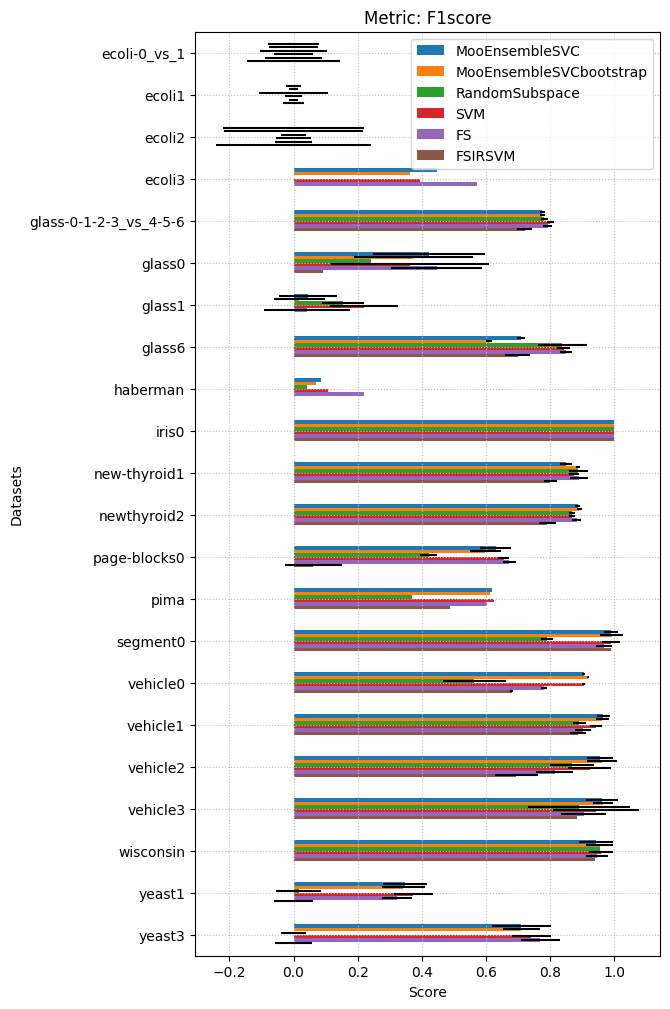 Metric: F1score
MooEnsembleSVC
MooEnsembleSVCbootstrap
RandomSubspace
SVM
FS
FSIRSVM
Datasets
ecoli-0_vs_1
ecoli1
ecoli2
ecoli3
glass-0-1-2-3_vs_4-5-6
glass0
glass1
glass6
haberman
iris0
new-thyroid1
newthyroid2
page-blocks0
pima
segment0
vehicle0
vehicle1
vehicle2
vehicle3
wisconsin
yeast1
yeast3
−0.2 0.0 0.2 0.4 0.6 0.8 1.0
Score